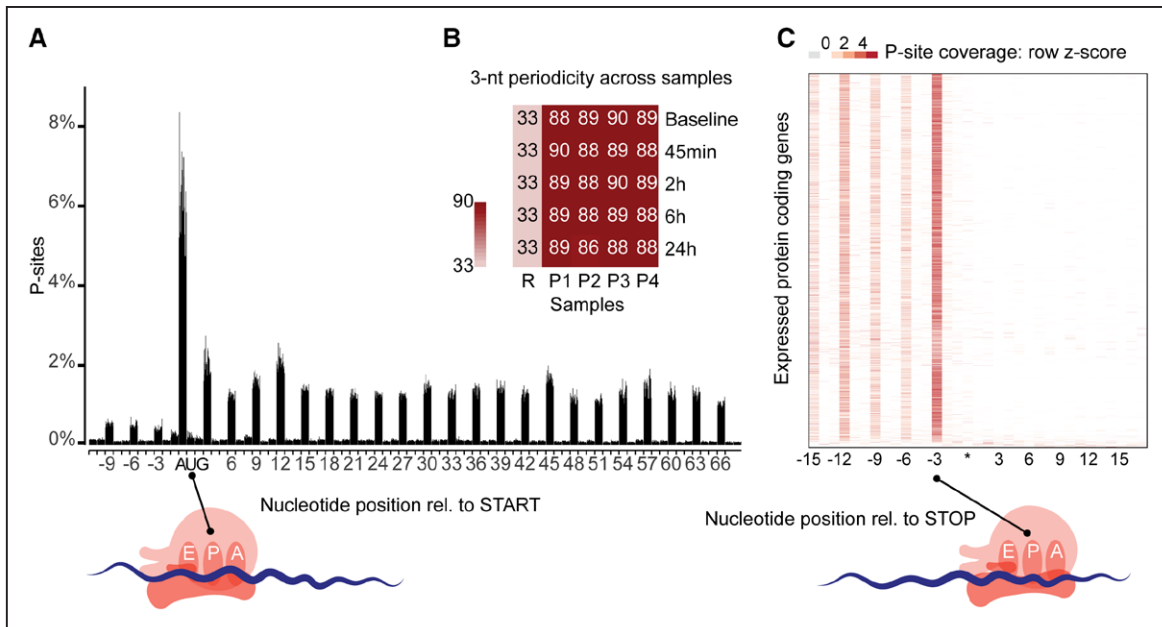 A
P-sites
8%
6%
4%
2%
0%
-9 -6 -3 AUG 6 9 12 15 18 21 24 27 30 33 36 39 42 45 48 51 54 57 60 63 66
Nucleotide position rel. to START
E P A
B
3-nt periodicity across samples
33 88 89 90 89 Baseline
33 90 88 89 88 45min
33 89 88 90 89 2h
33 89 88 89 88 6h
33 89 86 88 88 24h
90
33
R P1 P2 P3 P4
Samples
C
0 2 4 P-site coverage: row z-score
Expressed protein coding genes
-15 -12 -9 -6 -3 * 3 6 9 12 15
Nucleotide position rel. to STOP
E P A